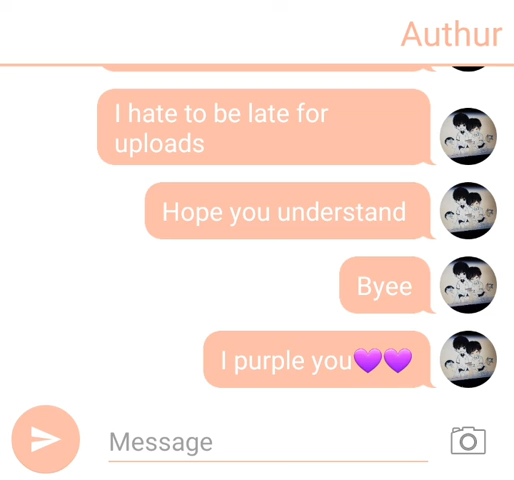 Authur
I hate to be late for
uploads
Hope you understand
Byee
I purple you💜💜
Message